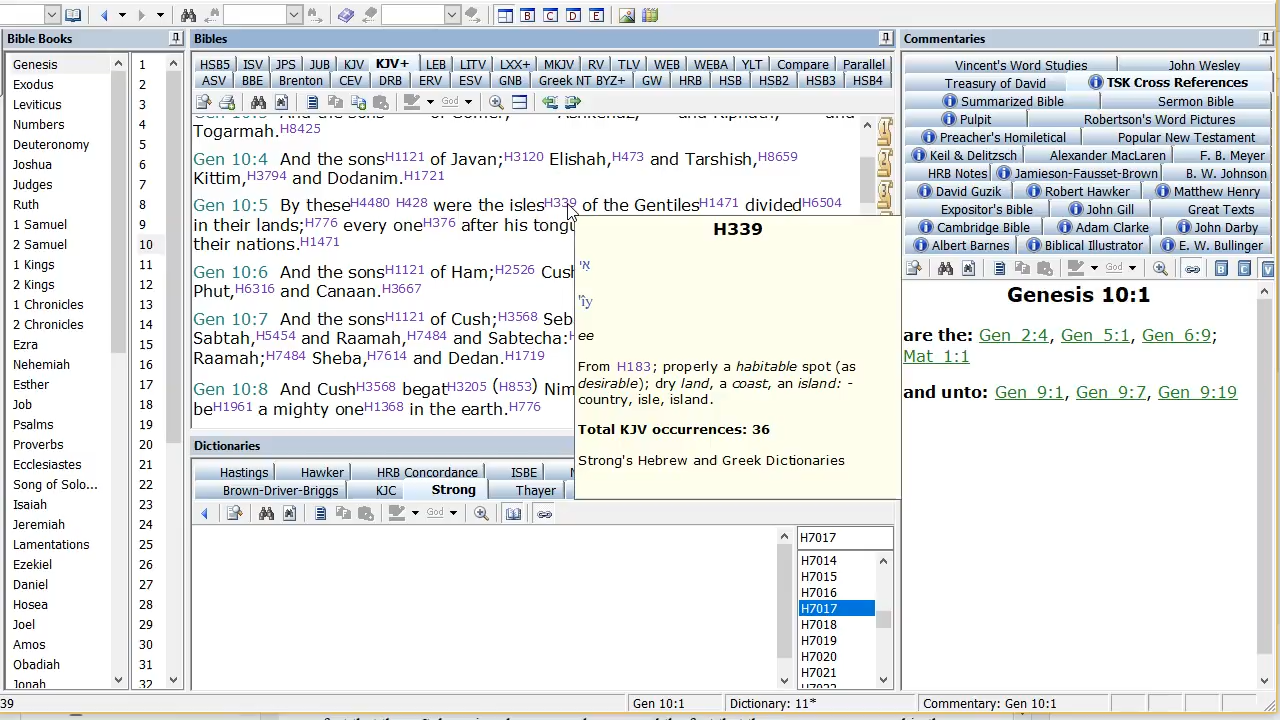 Bible Books
Bibles
Commentaries
Genesis
Exodus
Leviticus
Numbers
Deuteronomy
Joshua
Judges
Ruth
1 Samuel
2 Samuel
1 Kings
2 Kings
1 Chronicles
2 Chronicles
Ezra
Nehemiah
Esther
Job
Psalms
Proverbs
Ecclesiastes
Song of Solo...
Isaiah
Jeremiah
Lamentations
Ezekiel
Daniel
Hosea
Joel
Amos
Obadiah
Jonah
1
2
3
4
5
6
7
8
9
10
11
12
13
14
15
16
17
18
19
20
21
22
23
24
25
26
27
28
29
30
31
32
B C D E
HSB5 ISV JPS JUB KJV KJV+ LEB LITV LXX+ MKJV RV TLV WEB WEBA YLT Compare Parallel
ASV BBE Brenton CEV DRB ERV ESV GNB Greek NT BYZ+ GW HRB HSB HSB2 HSB3 HSB4
God
Togarmah.H8425
Gen 10:4 And the sonsH1121 of Javan;H3120 Elishah,H473 and Tarshish,H8659
Kittim,H3794 and Dodanim.H1721
Gen 10:5 By theseH4480 H428 were the islesH339 of the GentilesH1471 dividedH6504
in their lands;H776 every oneH376 after his tongu
their nations.H1471
Gen 10:6 And the sonsH1121 of Ham;H2526 Cush
Phut,H6316 and Canaan.H3667
Gen 10:7 And the sonsH1121 of Cush;H3568 Seb
Sabtah,H5454 and Raamah,H7484 and Sabtecha:
Raamah;H7484 Sheba,H7614 and Dedan.H1719
Gen 10:8 And CushH3568 begatH3205 (H853) Nim
beH1961 a mighty oneH1368 in the earth.H776
H339
אִי
'ı̂y
ee
From H183; properly a habitable spot (as
desirable); dry land, a coast, an island: -
country, isle, island.
Total KJV occurrences: 36
Strong's Hebrew and Greek Dictionaries
Dictionaries
Hastings Hawker HRB Concordance ISBE
Brown-Driver-Briggs KJC Strong Thayer
God
H7017
H7014
H7015
H7016
H7017
H7018
H7019
H7020
H7021
Vincent's Word Studies John Wesley
Treasury of David TSK Cross References
Summarized Bible Sermon Bible
Pulpit Robertson's Word Pictures
Preacher's Homiletical Popular New Testament
Keil & Delitzsch Alexander MacLaren F. B. Meyer
HRB Notes Jamieson-Fausset-Brown B. W. Johnson
David Guzik Robert Hawker Matthew Henry
Expositor's Bible John Gill Great Texts
Cambridge Bible Adam Clarke John Darby
Albert Barnes Biblical Illustrator E. W. Bullinger
God
B C V
Genesis 10:1
are the: Gen_2:4, Gen_5:1, Gen_6:9;
Mat_1:1
and unto: Gen_9:1, Gen_9:7, Gen_9:19
39
Gen 10:1
Dictionary: 11*
Commentary: Gen 10:1